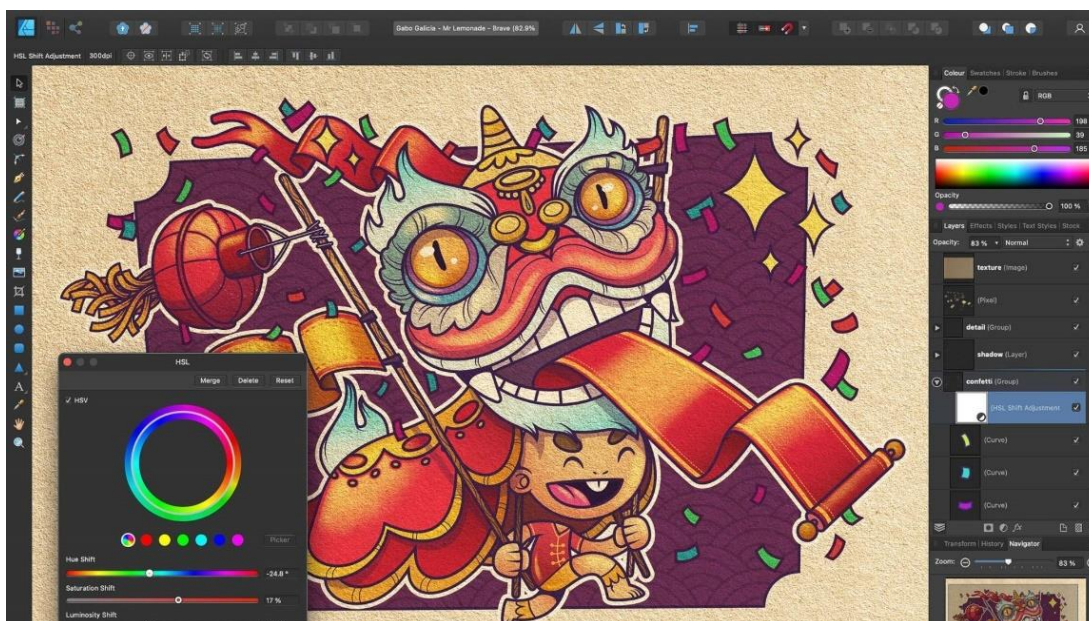 Gabo Galicia - Mr Lemonade - Brave (82.9%
HSL Shift Adjustment 300dpi
Colour Swatches Stroke Brushes
RGB
R 198
G 39
B 185
Opacity
100 %
Layers Effects Styles Text Styles Stock
Opacity: 83 % Normal
texture (Image)
(Pixel)
detail (Group)
shadow (Layer)
confetti (Group)
(HSL Shift Adjustment
(Curve)
(Curve)
(Curve)
Transform History Navigator
Zoom: 83 %
HSL
Merge Delete Reset
HSV
Picker
Hue Shift
-24.8 °
Saturation Shift
17 %
Luminosity Shift
A